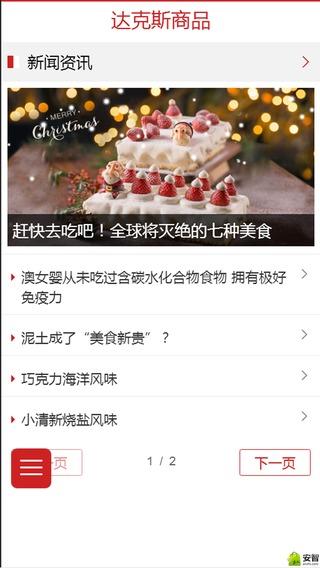 达克斯商品
新闻资讯
MERRY
Christmas
赶快去吃吧！全球将灭绝的七种美食
澳女婴从未吃过含碳水化合物食物 拥有极好
免疫力
泥土成了“美食新贵” ？
巧克力海洋风味
小清新烧盐风味
页
1 / 2
下一页
安智